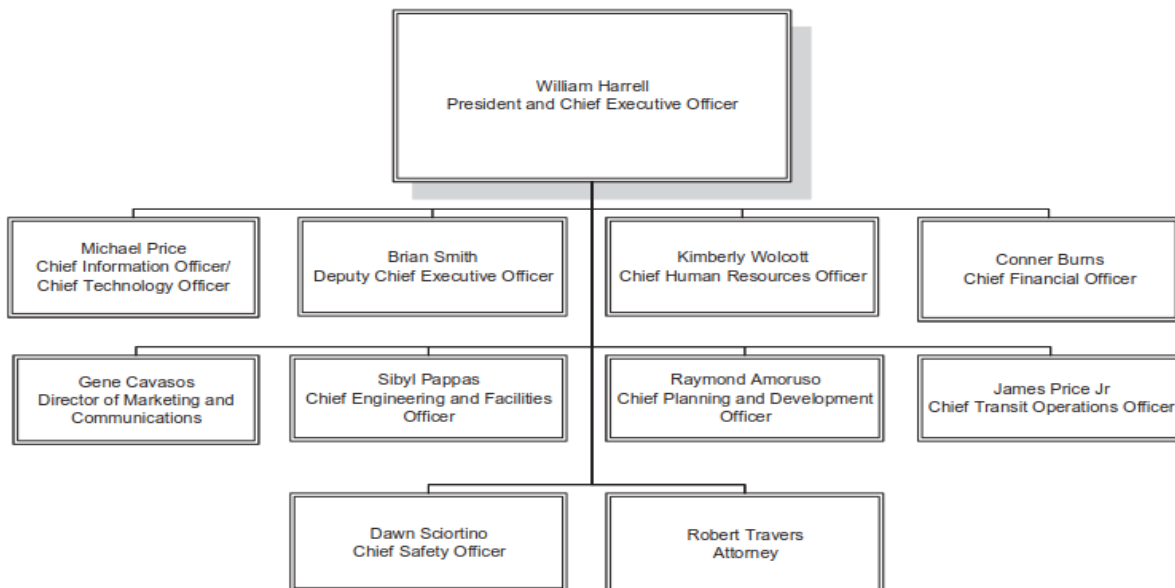 William Harrell
President and Chief Executive Officer
Michael Price
Chief Information Officer/
Chief Technology Officer
Brian Smith
Deputy Chief Executive Officer
Kimberly Wolcott
Chief Human Resources Officer
Conner Burns
Chief Financial Officer
Gene Cavasos
Director of Marketing and
Communications
Sibyl Pappas
Chief Engineering and Facilities
Officer
Raymond Amoruso
Chief Planning and Development
Officer
James Price Jr
Chief Transit Operations Officer
Dawn Sciortino
Chief Safety Officer
Robert Travers
Attorney